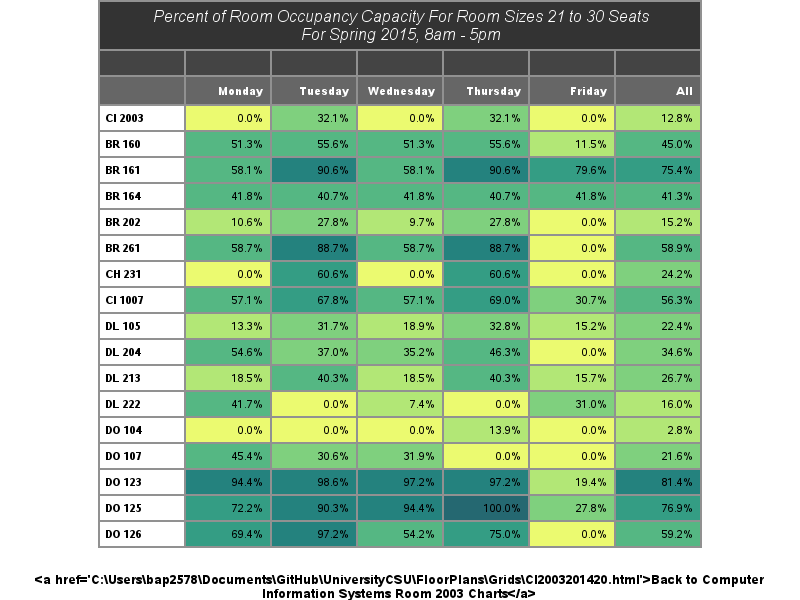 Percent of Room Occupancy Capacity For Room Sizes 21 to 30 Seats
For Spring 2015, 8am - 5pm
Monday Tuesday Wednesday Thursday Friday All
CI 2003 0.0% 32.1% 0.0% 32.1% 0.0% 12.8%
BR 160 51.3% 55.6% 51.3% 55.6% 11.5% 45.0%
BR 161 58.1% 90.6% 58.1% 90.6% 79.6% 75.4%
BR 164 41.8% 40.7% 41.8% 40.7% 41.8% 41.3%
BR 202 10.6% 27.8% 9.7% 27.8% 0.0% 15.2%
BR 261 58.7% 88.7% 58.7% 88.7% 0.0% 58.9%
CH 231 0.0% 60.6% 0.0% 60.6% 0.0% 24.2%
CI 1007 57.1% 67.8% 57.1% 69.0% 30.7% 56.3%
DL 105 13.3% 31.7% 18.9% 32.8% 15.2% 22.4%
DL 204 54.6% 37.0% 35.2% 46.3% 0.0% 34.6%
DL 213 18.5% 40.3% 18.5% 40.3% 15.7% 26.7%
DL 222 41.7% 0.0% 7.4% 0.0% 31.0% 16.0%
DO 104 0.0% 0.0% 0.0% 13.9% 0.0% 2.8%
DO 107 45.4% 30.6% 31.9% 0.0% 0.0% 21.6%
DO 123 94.4% 98.6% 97.2% 97.2% 19.4% 81.4%
DO 125 72.2% 90.3% 94.4% 100.0% 27.8% 76.9%
DO 126 69.4% 97.2% 54.2% 75.0% 0.0% 59.2%
<a href='C:\Users\bap2578\Documents\GitHub\UniversityCSU\FloorPlans\Grids\CI2003201420.html'>Back to Computer
Information Systems Room 2003 Charts</a>